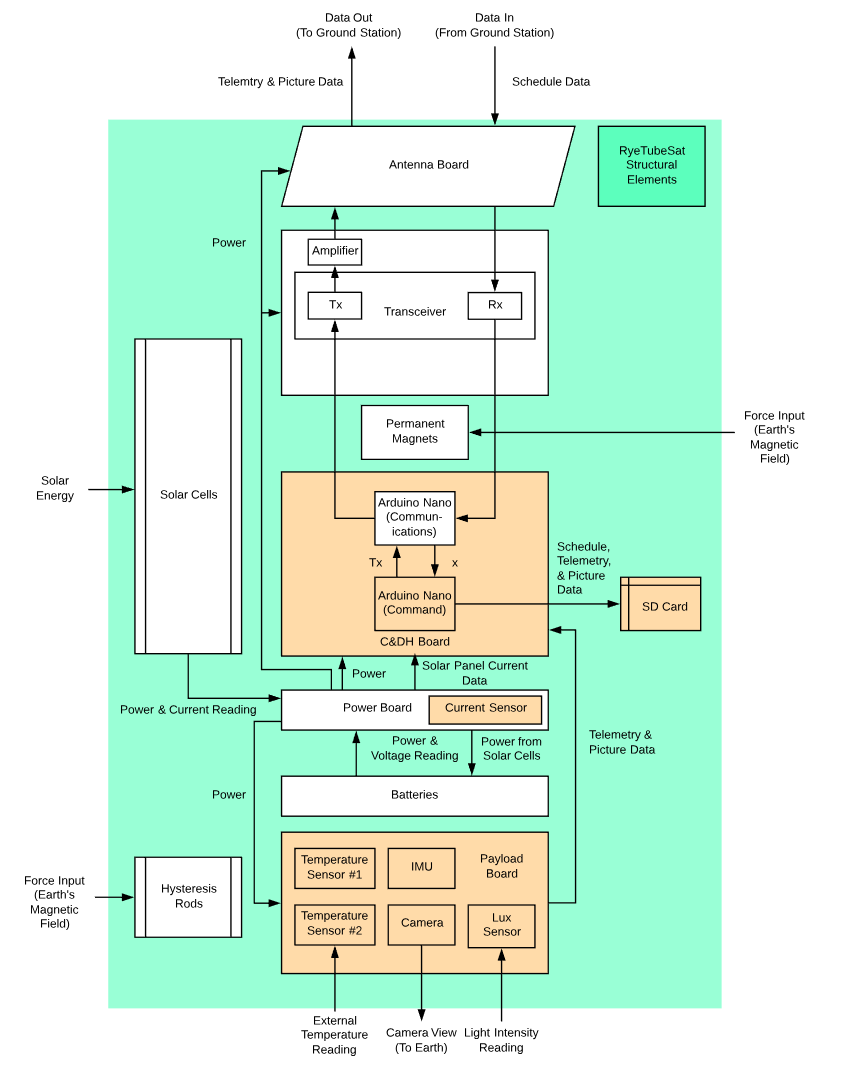 Data Out
(To Ground Station)
Data In
(From Ground Station)
Telemtry & Picture Data
Schedule Data
Antenna Board
RyeTubeSat
Structural
Elements
Power
Amplifier
Tx
Transceiver
Rx
Permanent
Magnets
Force Input
(Earth's
Magnetic
Field)
Solar
Energy
Solar Cells
Arduino Nano
(Commun-
ications)
Tx
x
Arduino Nano
(Command)
C&DH Board
Schedule,
Telemetry,
& Picture
Data
SD Card
Power
Solar Panel Current
Data
Power & Current Reading
Power Board
Current Sensor
Power &
Voltage Reading
Power from
Solar Cells
Telemetry &
Picture Data
Power
Batteries
Force Input
(Earth's
Magnetic
Field)
Hysteresis
Rods
Temperature
Sensor #1
IMU
Payload
Board
Temperature
Sensor #2
Camera
Lux
Sensor
External
Temperature
Reading
Camera View
(To Earth)
Light Intensity
Reading